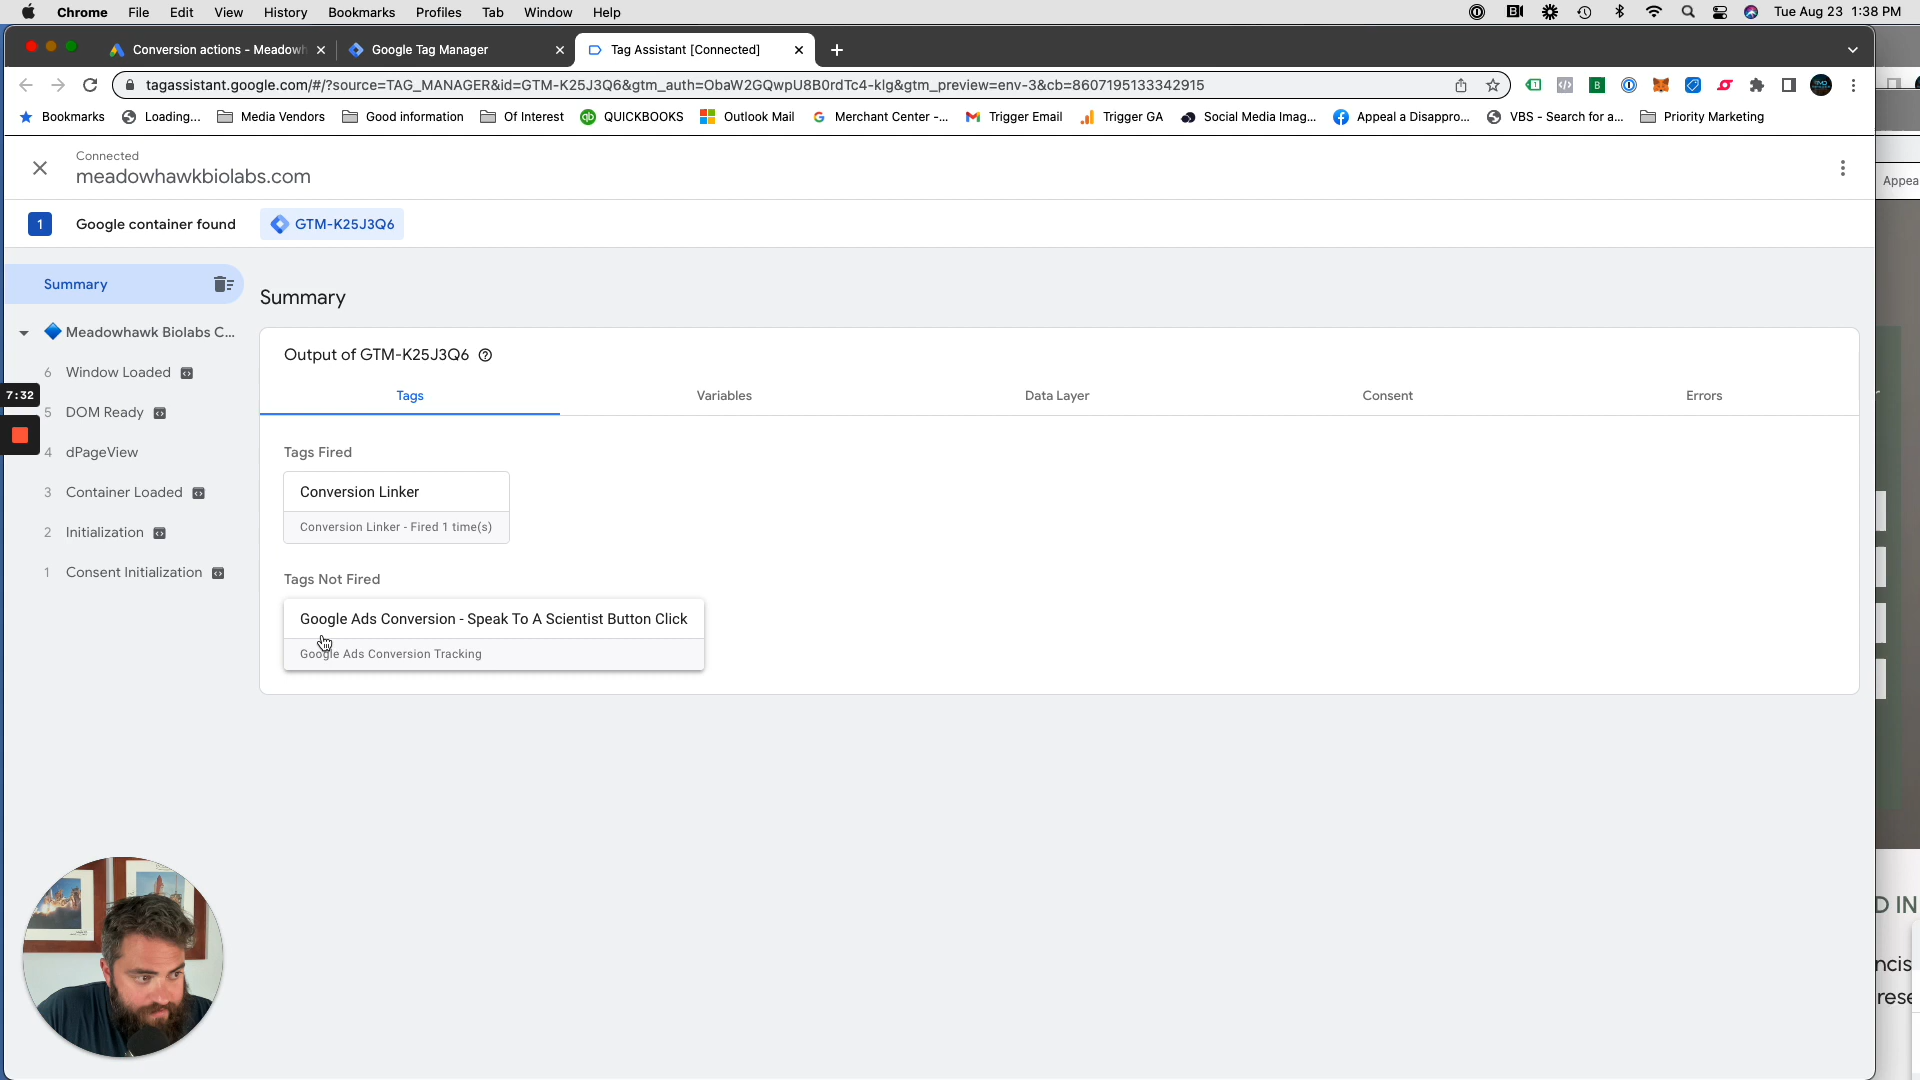 Chrome File Edit View History Bookmarks Profiles Tab Window Help Tue Aug 23 1:38 PM
Conversion actions - Meadowh
Google Tag Manager
Tag Assistant [Connected]
tagassistant.google.com/#/?source=TAG_MANAGER&id=GTM-K25J3Q6&gtm_auth=ObaW2GQwpU8B0rdTc4-klg&gtm_preview=env-3&cb=8607195133342915
Bookmarks Loading... Media Vendors Good information Of Interest QUICKBOOKS Outlook Mail Merchant Center -... Trigger Email Trigger GA Social Media Imag... Appeal a Disappro... VBS - Search for a... Priority Marketing
Connected
meadowhawkbiolabs.com
Appea
1 Google container found GTM-K25J3Q6
Summary
Summary
Meadowhawk Biolabs C...
Output of GTM-K25J3Q6
6 Window Loaded
7:32
Tags Variables Data Layer Consent Errors
5 DOM Ready
4 dPageView
Tags Fired
3 Container Loaded
Conversion Linker
Conversion Linker - Fired 1 time(s)
2 Initialization
1 Consent Initialization
Tags Not Fired
Google Ads Conversion - Speak To A Scientist Button Click
Google Ads Conversion Tracking
D IN
ncis
rese